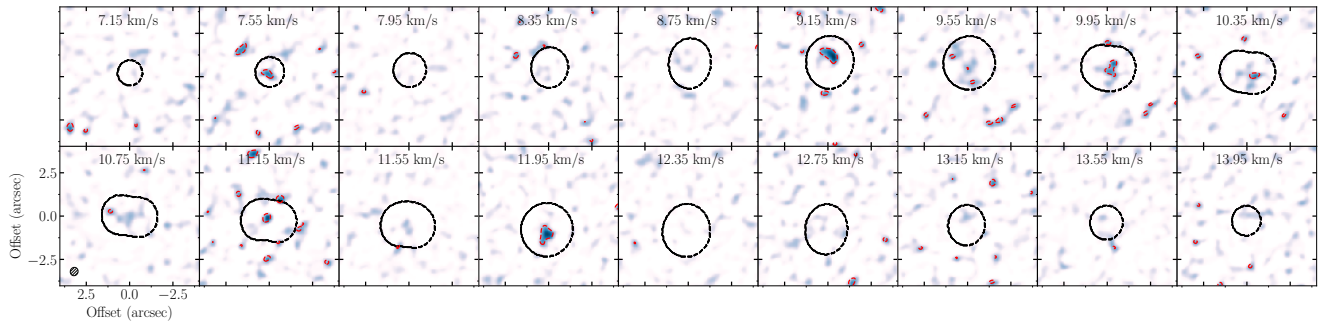 7.15 km/s 7.55 km/s 7.95 km/s 8.35 km/s 8.75 km/s 9.15 km/s 9.55 km/s 9.95 km/s 10.35 km/s
10.75 km/s 11.15 km/s 11.55 km/s 11.95 km/s 12.35 km/s 12.75 km/s 13.15 km/s 13.55 km/s 13.95 km/s
2.5
0.0
−2.5
Offset (arcsec)
2.5 0.0 −2.5
Offset (arcsec)